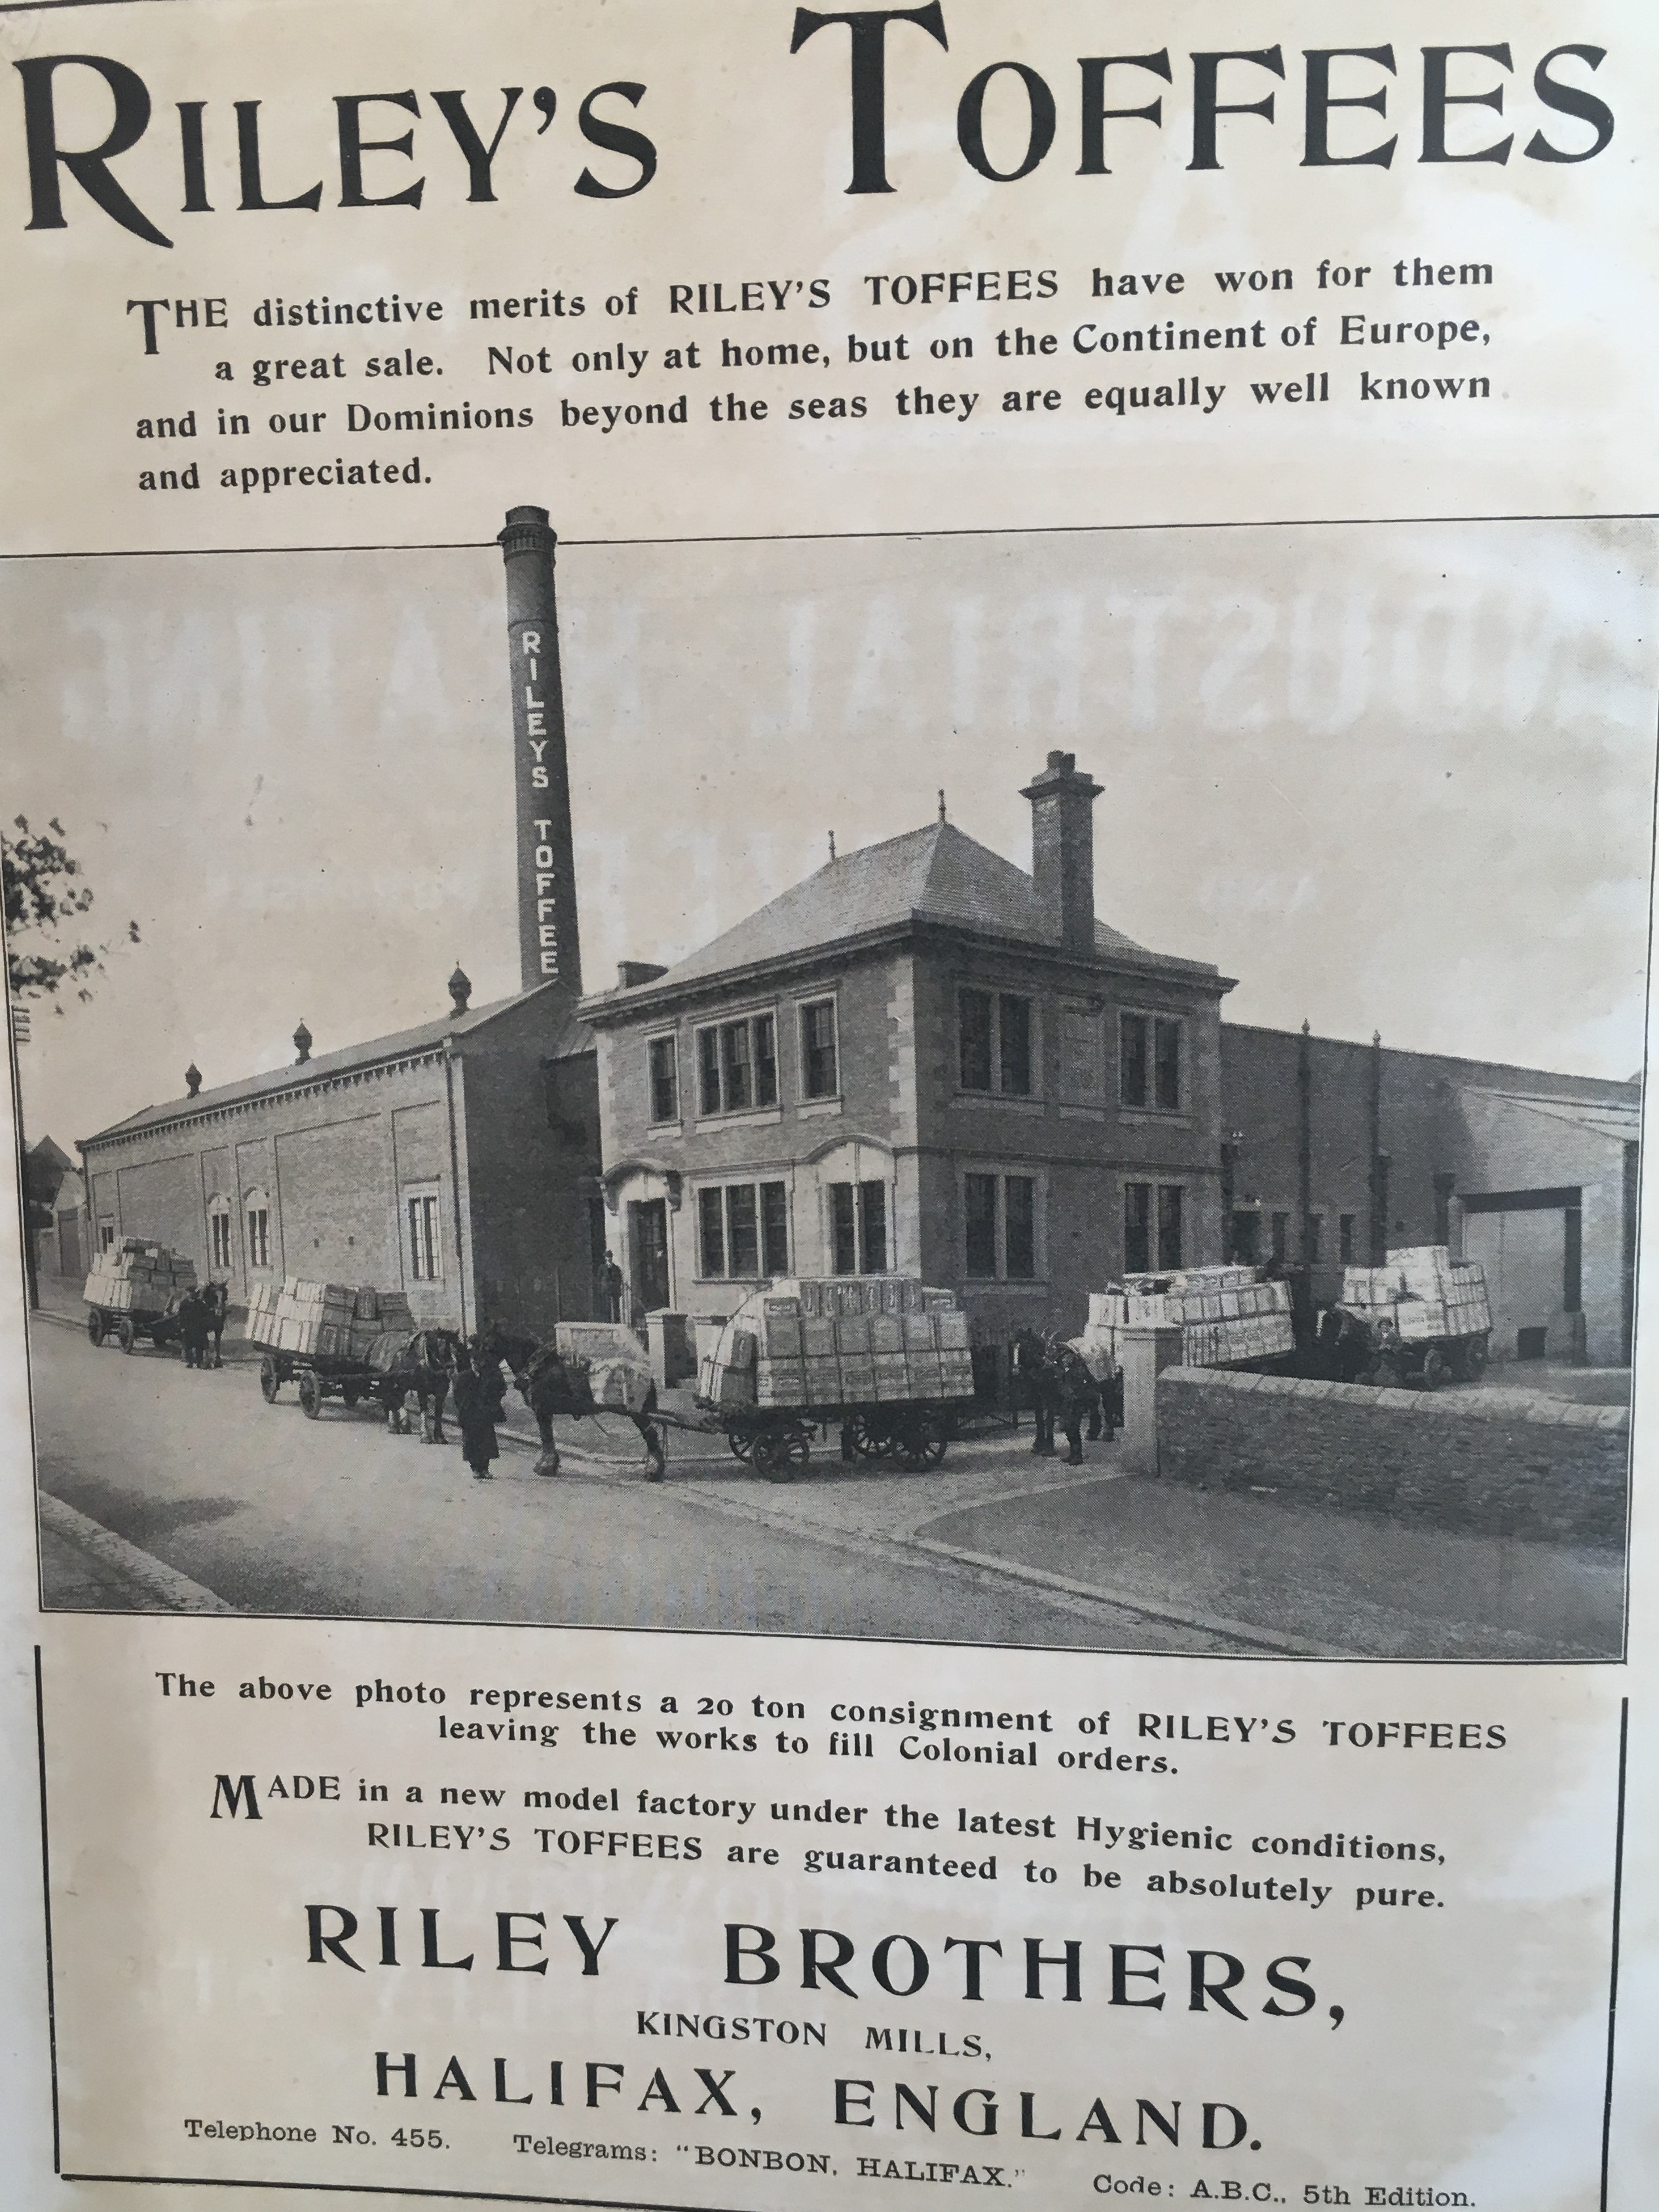 RILEY'S TOFFEES
THE distinctive merits of RILEY'S TOFFEES have won for them
a great sale. Not only at home, but on the Continent of Europe,
and in our Dominions beyond the seas they are equally well known
and appreciated.
RILEYS TOFFEE
The above photo represents a 20 ton consignment of RILEY'S TOFFEES
leaving the works to fill Colonial orders.
MADE in a new model factory under the latest Hygienic conditions,
RILEY'S TOFFEES are guaranteed to be absolutely pure.
RILEY BROTHERS,
KINGSTON MILLS,
HALIFAX, ENGLAND.
Telephone No. 455. Telegrams: "BONBON, HALIFAX." Code: A.B.C., 5th Edition.